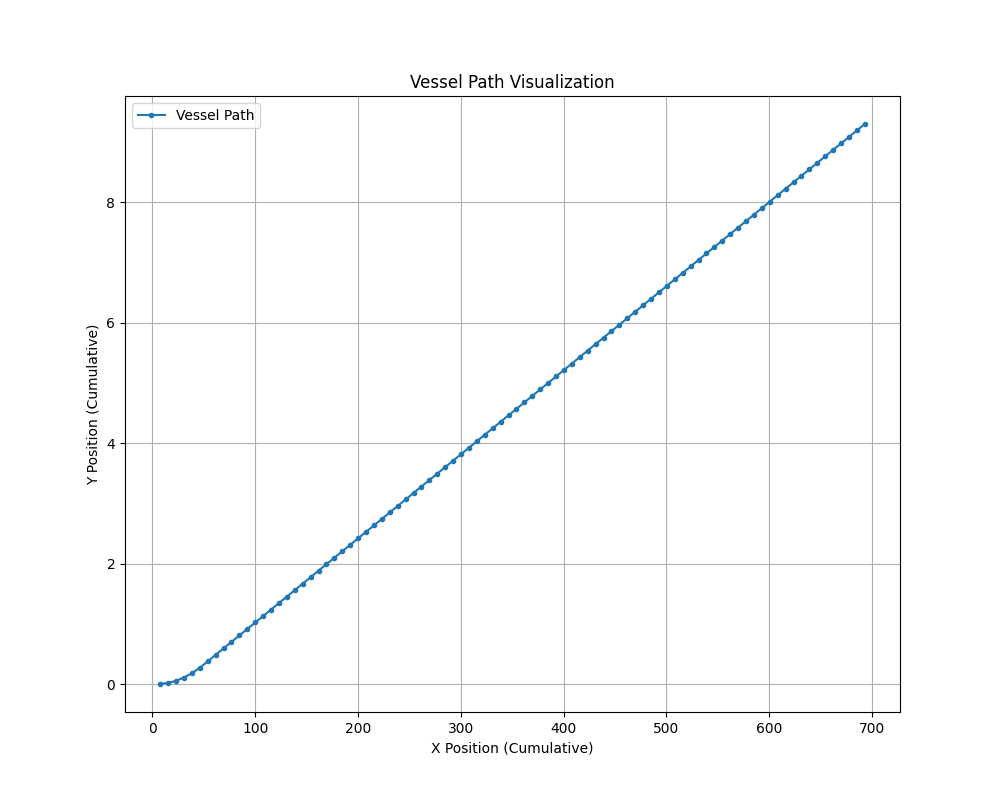 Vessel Path Visualization
Vessel Path
Y Position (Cumulative)
8
6
4
2
0
0 100 200 300 400 500 600 700
X Position (Cumulative)